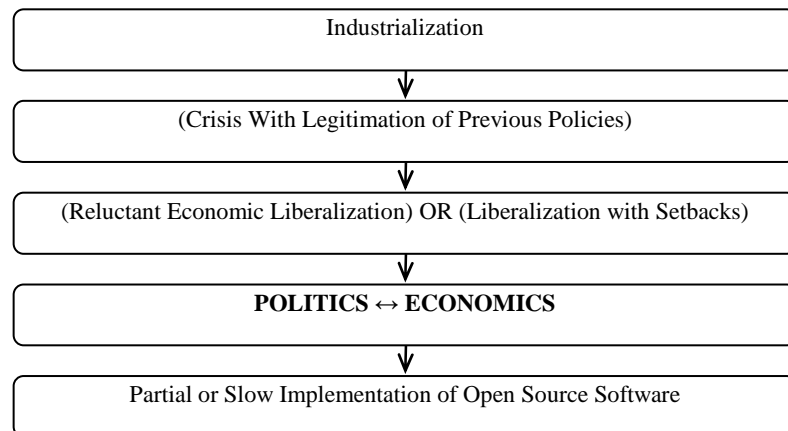 Industrialization
(Crisis With Legitimation of Previous Policies)
(Reluctant Economic Liberalization) OR (Liberalization with Setbacks)
POLITICS ↔ ECONOMICS
Partial or Slow Implementation of Open Source Software